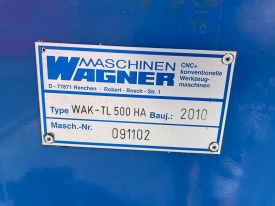 MASCHINEN
WAGNER
CNC+
konventionelle
Werkzeug-
maschinen
D - 77871 Renchen - Robert - Bosch - Str. 3
Type WAK-TL 500 HA Bauj.: 2010
Masch.-Nr. 091102